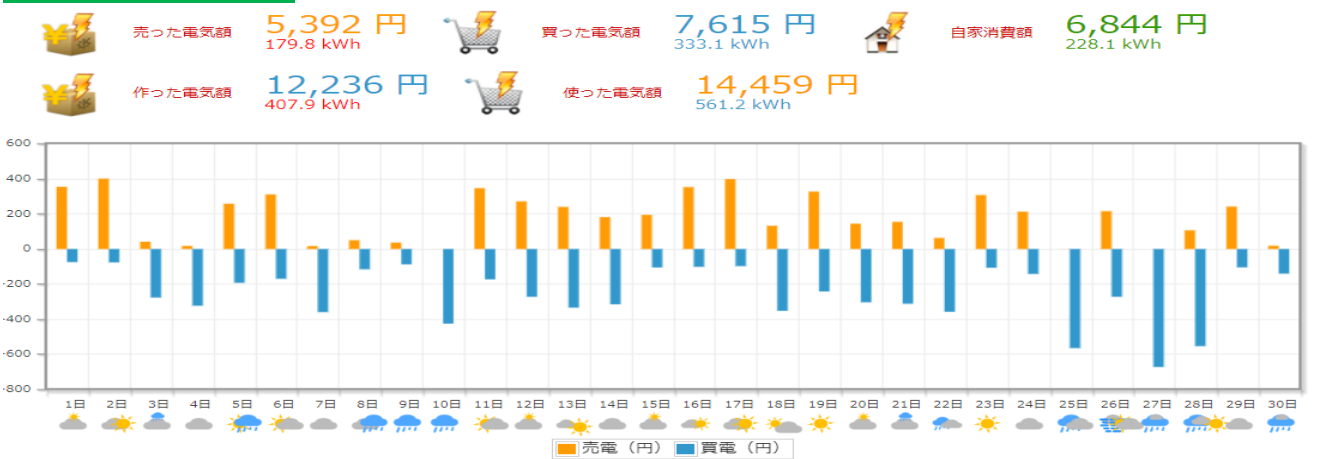 売った電気額 5,392 円 買った電気額 7,615 円 自家消費額 6,844 円
179.8 kWh 333.1 kWh 228.1 kWh
作った電気額 12,236 円 使った電気額 14,459 円
407.9 kWh 561.2 kWh
600
400
200
0
-200
-400
-600
-800
1日 2日 3日 4日 5日 6日 7日 8日 9日 10日 11日 12日 13日 14日 15日 16日 17日 18日 19日 20日 21日 22日 23日 24日 25日 26日 27日 28日 29日 30日
売電（円） 買電（円）